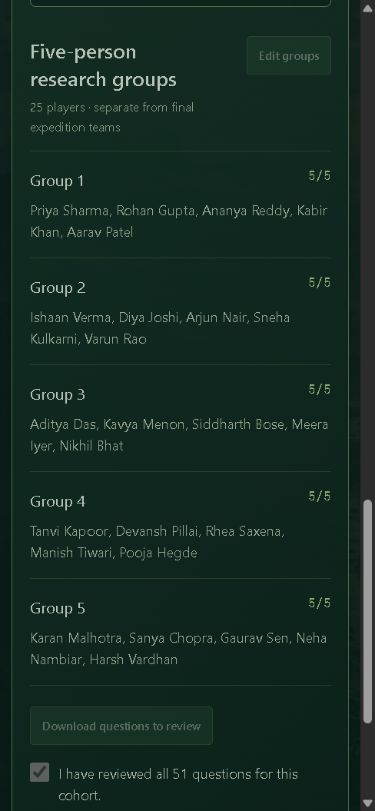 Five-person
research groups
Edit groups
25 players · separate from final
expedition teams
Group 1
5/5
Priya Sharma, Rohan Gupta, Ananya Reddy, Kabir
Khan, Aarav Patel
Group 2
5/5
Ishaan Verma, Diya Joshi, Arjun Nair, Sneha
Kulkarni, Varun Rao
Group 3
5/5
Aditya Das, Kavya Menon, Siddharth Bose, Meera
Iyer, Nikhil Bhat
Group 4
5/5
Tanvi Kapoor, Devansh Pillai, Rhea Saxena,
Manish Tiwari, Pooja Hegde
Group 5
5/5
Karan Malhotra, Sanya Chopra, Gaurav Sen, Neha
Nambiar, Harsh Vardhan
Download questions to review
I have reviewed all 51 questions for this
cohort.